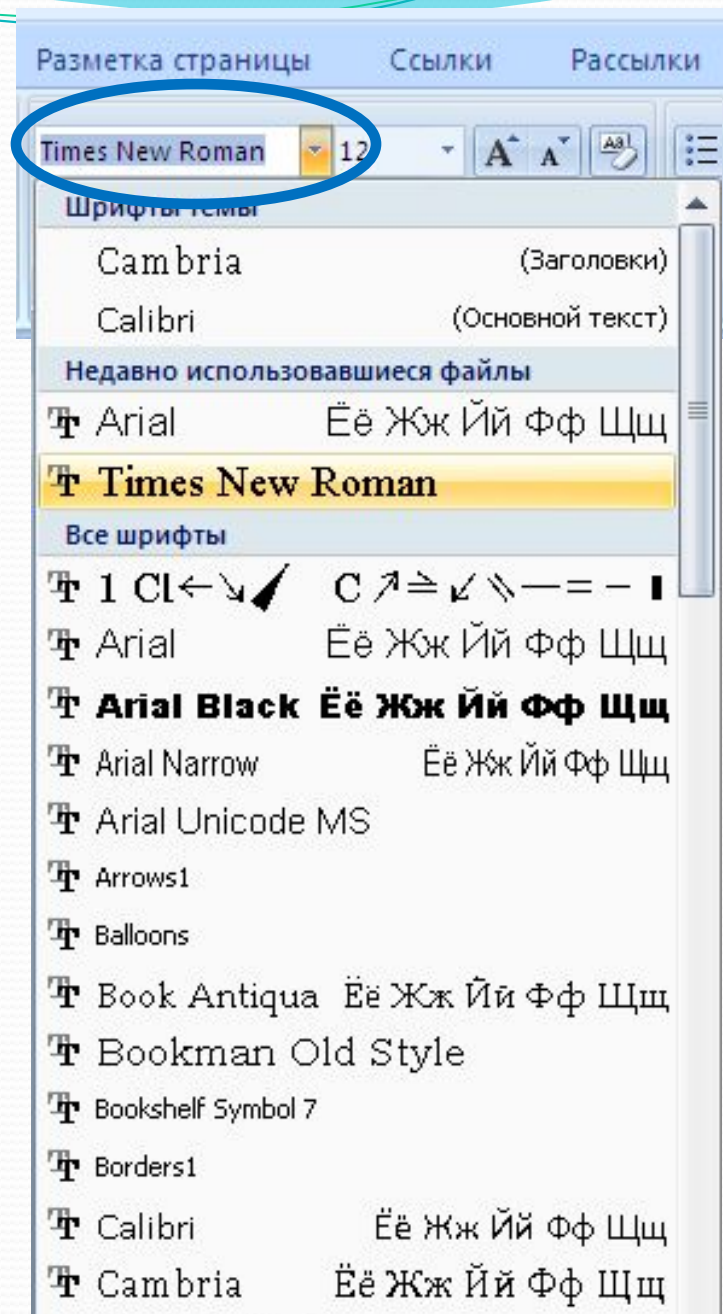 Разметка страницы Ссылки Рассылки
Times New Roman 12 A A Aa
Шрифты темы
Cambria (Заголовки)
Calibri (Основной текст)
Недавно использовавшиеся файлы
Arial Ёё Жж Йй Фф Щщ
Times New Roman
Все шрифты
1 Cl←↘ C ↗ ↙ — = –
Arial Ёё Жж Йй Фф Щщ
Arial Black Ёё Жж Йй Фф Щщ
Arial Narrow Ёё Жж Йй Фф Щщ
Arial Unicode MS
Arrows1
Balloons
Book Antiqua Ёё Жж Йй Фф Щщ
Bookman Old Style
Bookshelf Symbol 7
Borders1
Calibri Ёё Жж Йй Фф Щщ
Cambria Ёё Жж Йй Фф Щщ